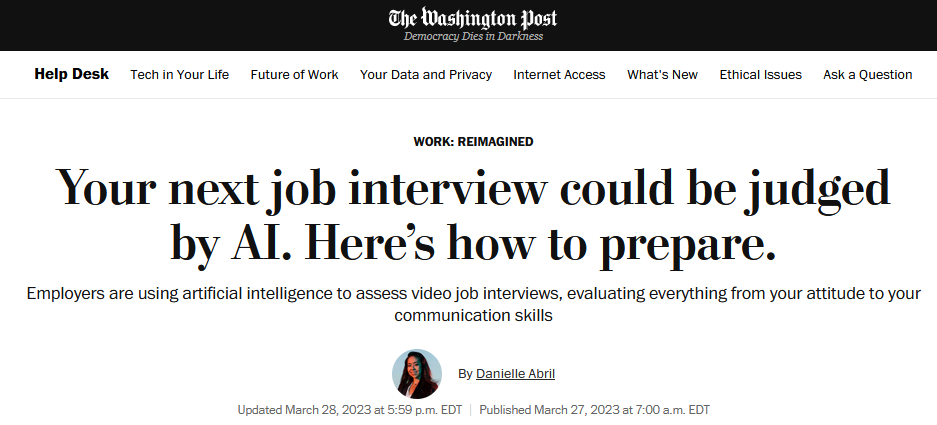 The Washington Post
Democracy Dies in Darkness
Help Desk Tech in Your Life Future of Work Your Data and Privacy Internet Access What's New Ethical Issues Ask a Question
WORK: REIMAGINED
Your next job interview could be judged
by AI. Here’s how to prepare.
Employers are using artificial intelligence to assess video job interviews, evaluating everything from your attitude to your
communication skills
By Danielle Abril
Updated March 28, 2023 at 5:59 p.m. EDT | Published March 27, 2023 at 7:00 a.m. EDT